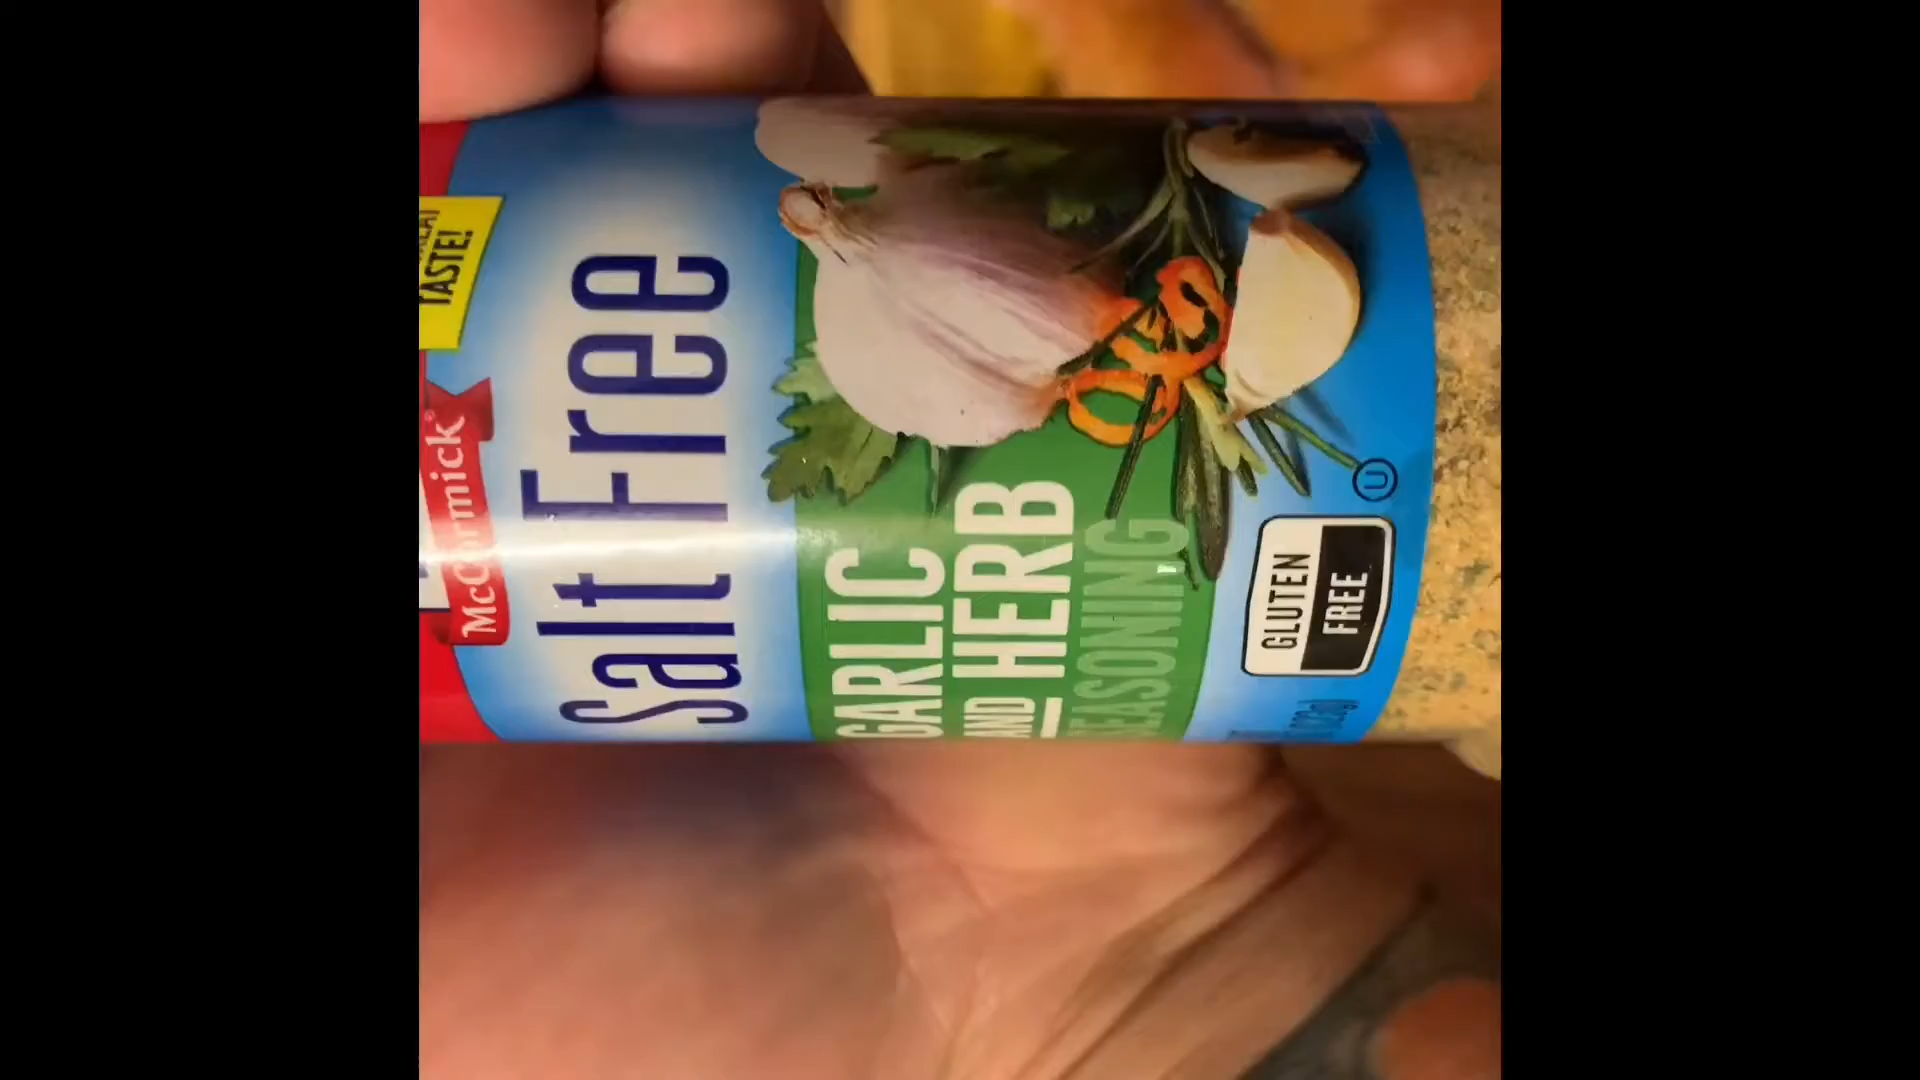 TASTE!
McCormick®
Salt Free
GARLIC
AND HERB
SEASONING
U
GLUTEN
FREE